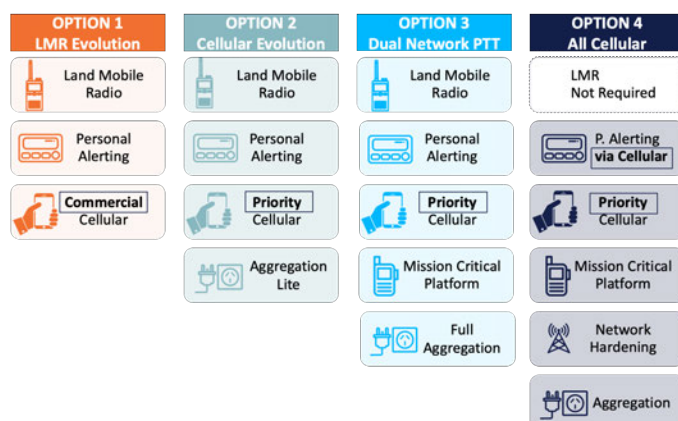 OPTION 1
LMR Evolution
Land Mobile
Radio
Personal
Alerting
Commercial
Cellular
OPTION 2
Cellular Evolution
Land Mobile
Radio
Personal
Alerting
Priority
Cellular
Aggregation
Lite
OPTION 3
Dual Network PTT
Land Mobile
Radio
Personal
Alerting
Priority
Cellular
Mission Critical
Platform
Full
Aggregation
OPTION 4
All Cellular
LMR
Not Required
P. Alerting
via Cellular
Priority
Cellular
Mission Critical
Platform
Network
Hardening
Aggregation